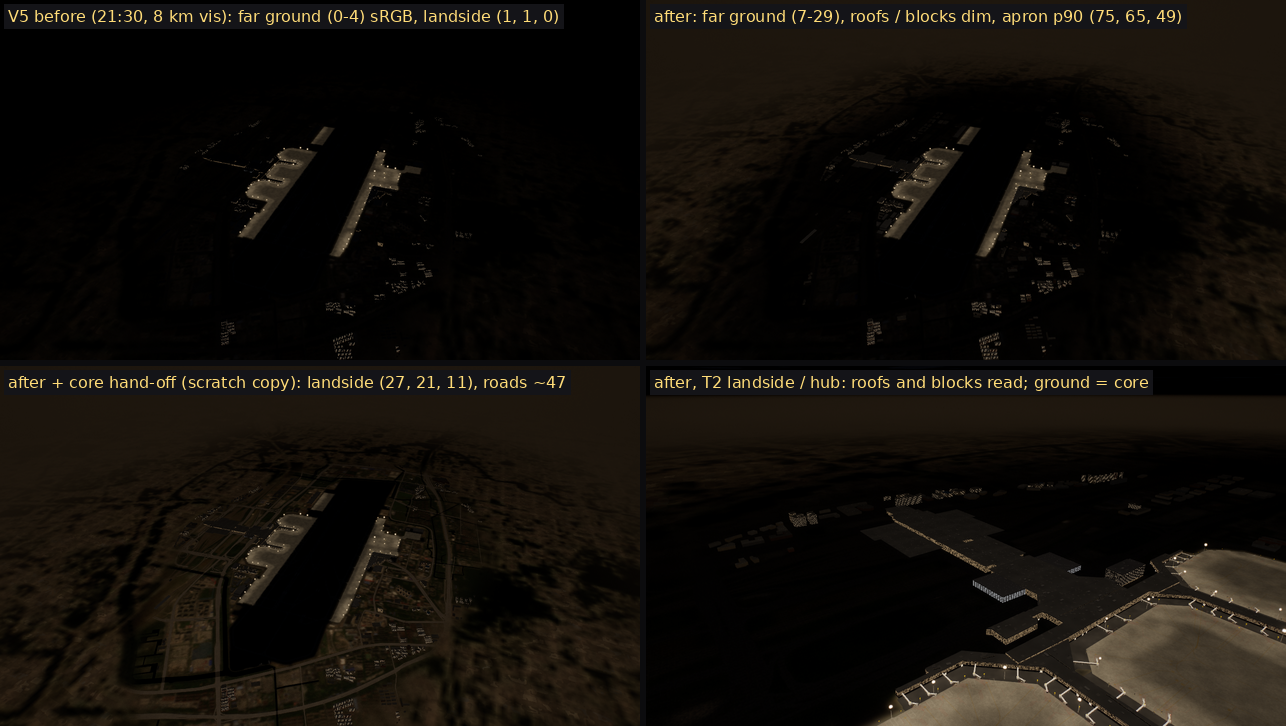 V5 before (21:30, 8 km vis): far ground (0-4) sRGB, landside (1, 1, 0)
after: far ground (7-29), roofs / blocks dim, apron p90 (75, 65, 49)
after + core hand-off (scratch copy): landside (27, 21, 11), roads ~47
after, T2 landside / hub: roofs and blocks read; ground = core